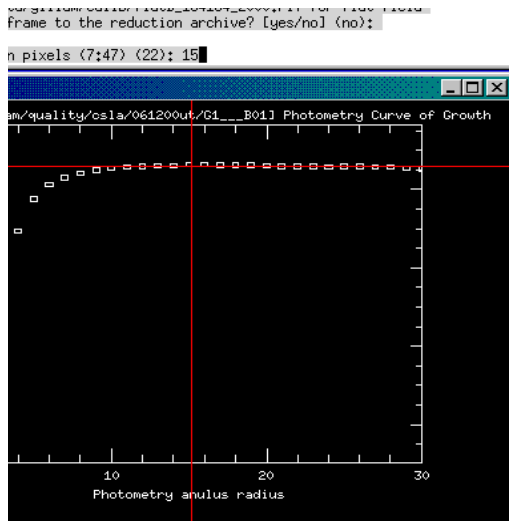 frame to the reduction archive? [yes/no] (no):
n pixels (7:47) (22): 15
am/quality/csla/061200ut/G1___B01] Photometry Curve of Growth
10 20 30
Photometry anulus radius